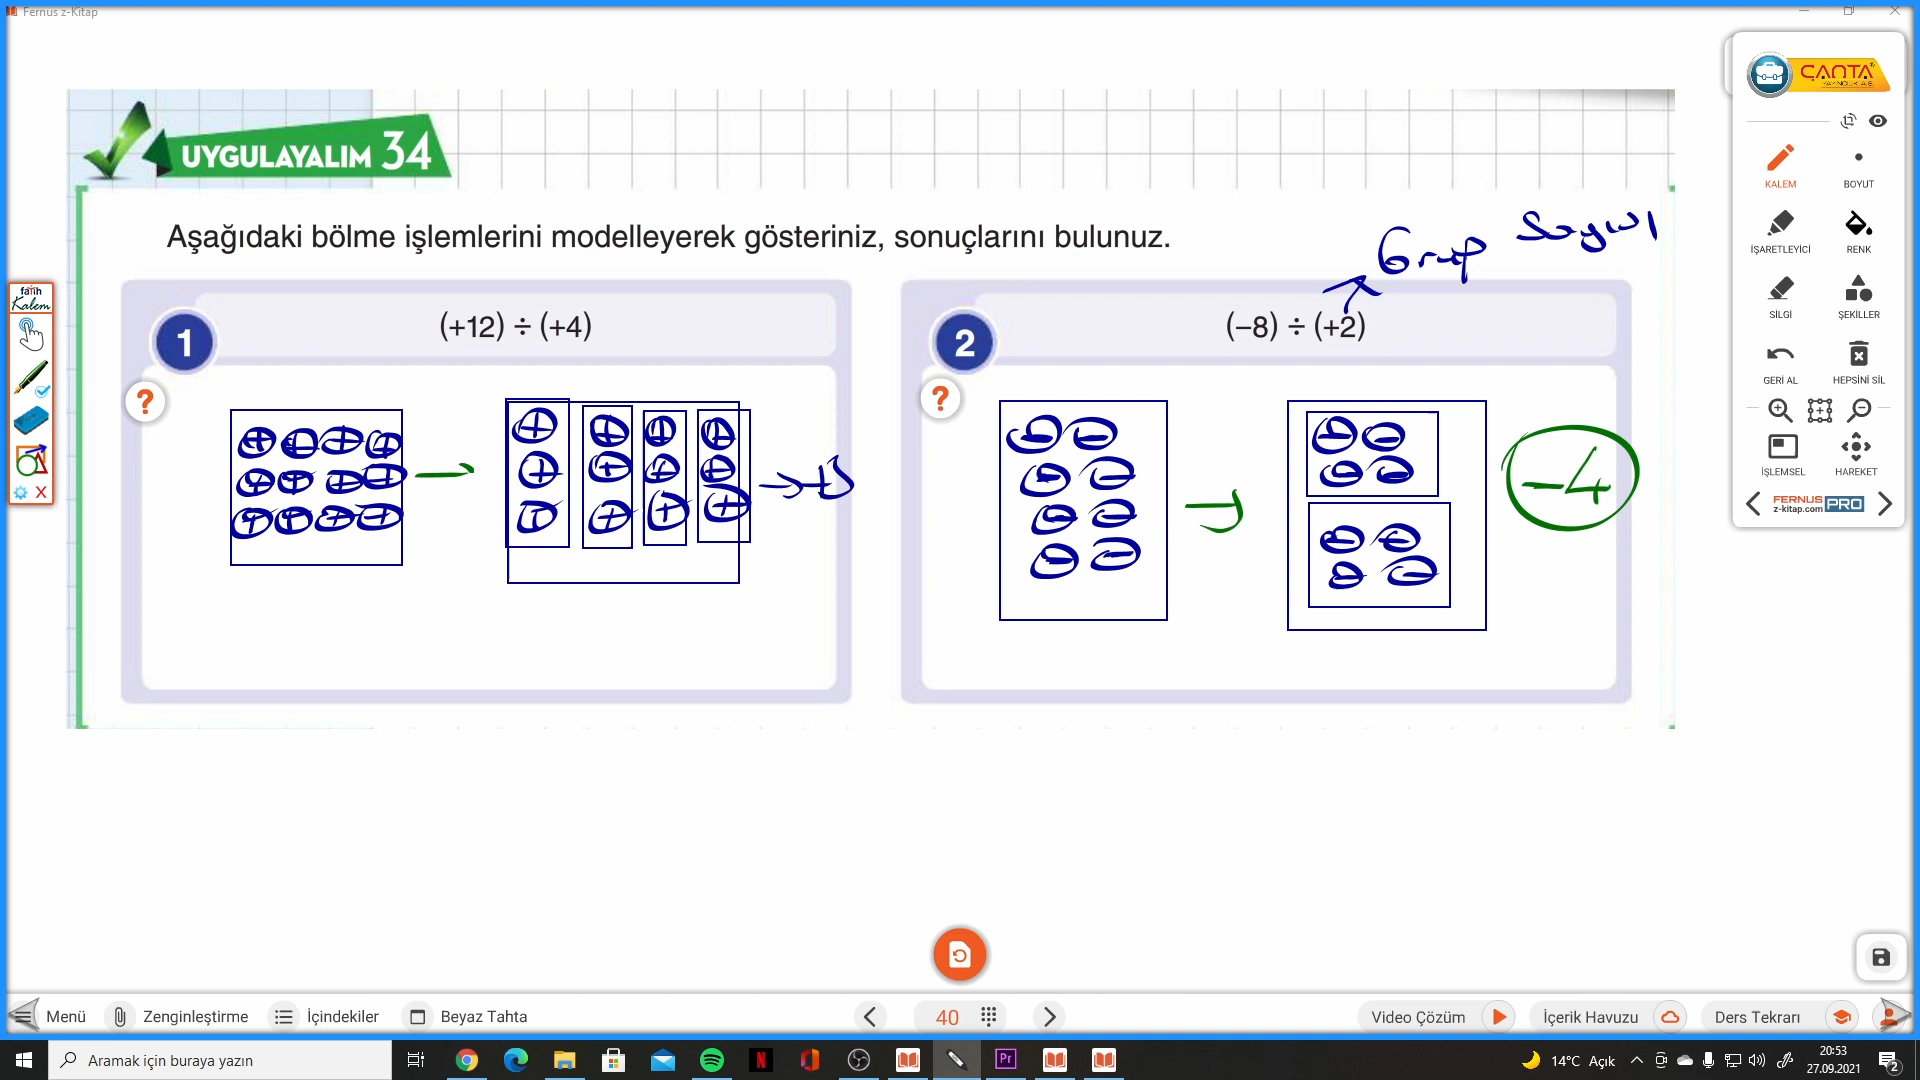 Fernus z-Kitap
UYGULAYALIM 34
Aşağıdaki bölme işlemlerini modelleyerek gösteriniz, sonuçlarını bulunuz.
Grup Sayısı
1
(+12) ÷ (+4)
?
→ +3
2
(−8) ÷ (+2)
?
−4
fatih
Kalem
X
ÇANTA
YAYINCILIK A.Ş.
KALEM
BOYUT
İŞARETLEYİCİ
RENK
SİLGİ
ŞEKİLLER
GERİ AL
HEPSİNİ SİL
İŞLEMSEL
HAREKET
FERNUS
z-kitap.com PRO
Menü
Zenginleştirme
İçindekiler
Beyaz Tahta
40
Video Çözüm
İçerik Havuzu
Ders Tekrarı
Aramak için buraya yazın
Pr
14°C Açık
20:53
27.09.2021
2